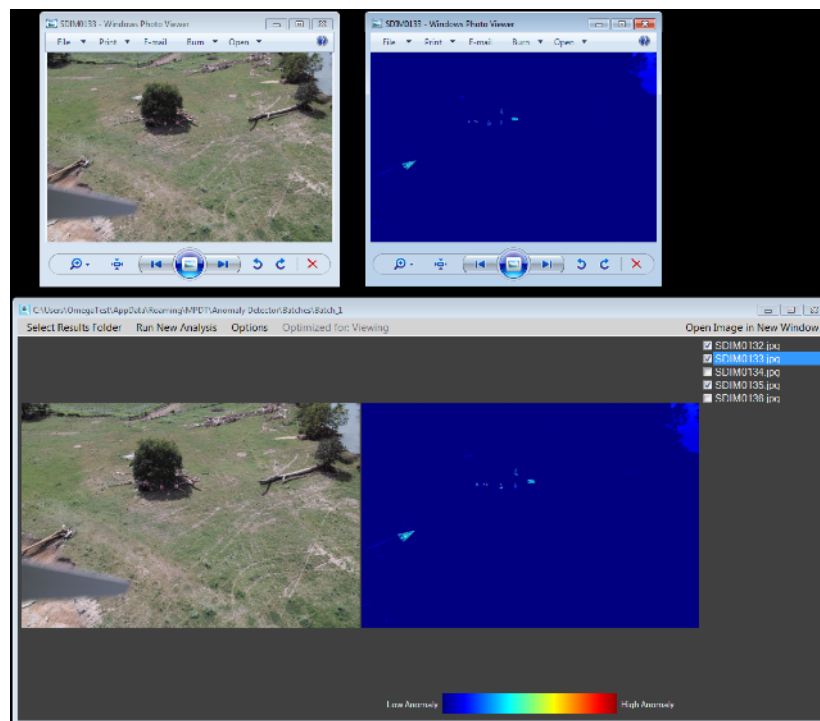 SDIM0133 - Windows Photo Viewer
File Print E-mail Burn Open
SDIM0133 - Windows Photo Viewer
File Print E-mail Burn Open
C:\Users\OmegaTest\AppData\Roaming\MPDT\Anomaly Detector\Batches\Batch_1
Select Results Folder Run New Analysis Options Optimized for: Viewing Open Image in New Window
SDIM0132.jpg
SDIM0133.jpg
SDIM0134.jpg
SDIM0135.jpg
SDIM0136.jpg
Low Anomaly High Anomaly